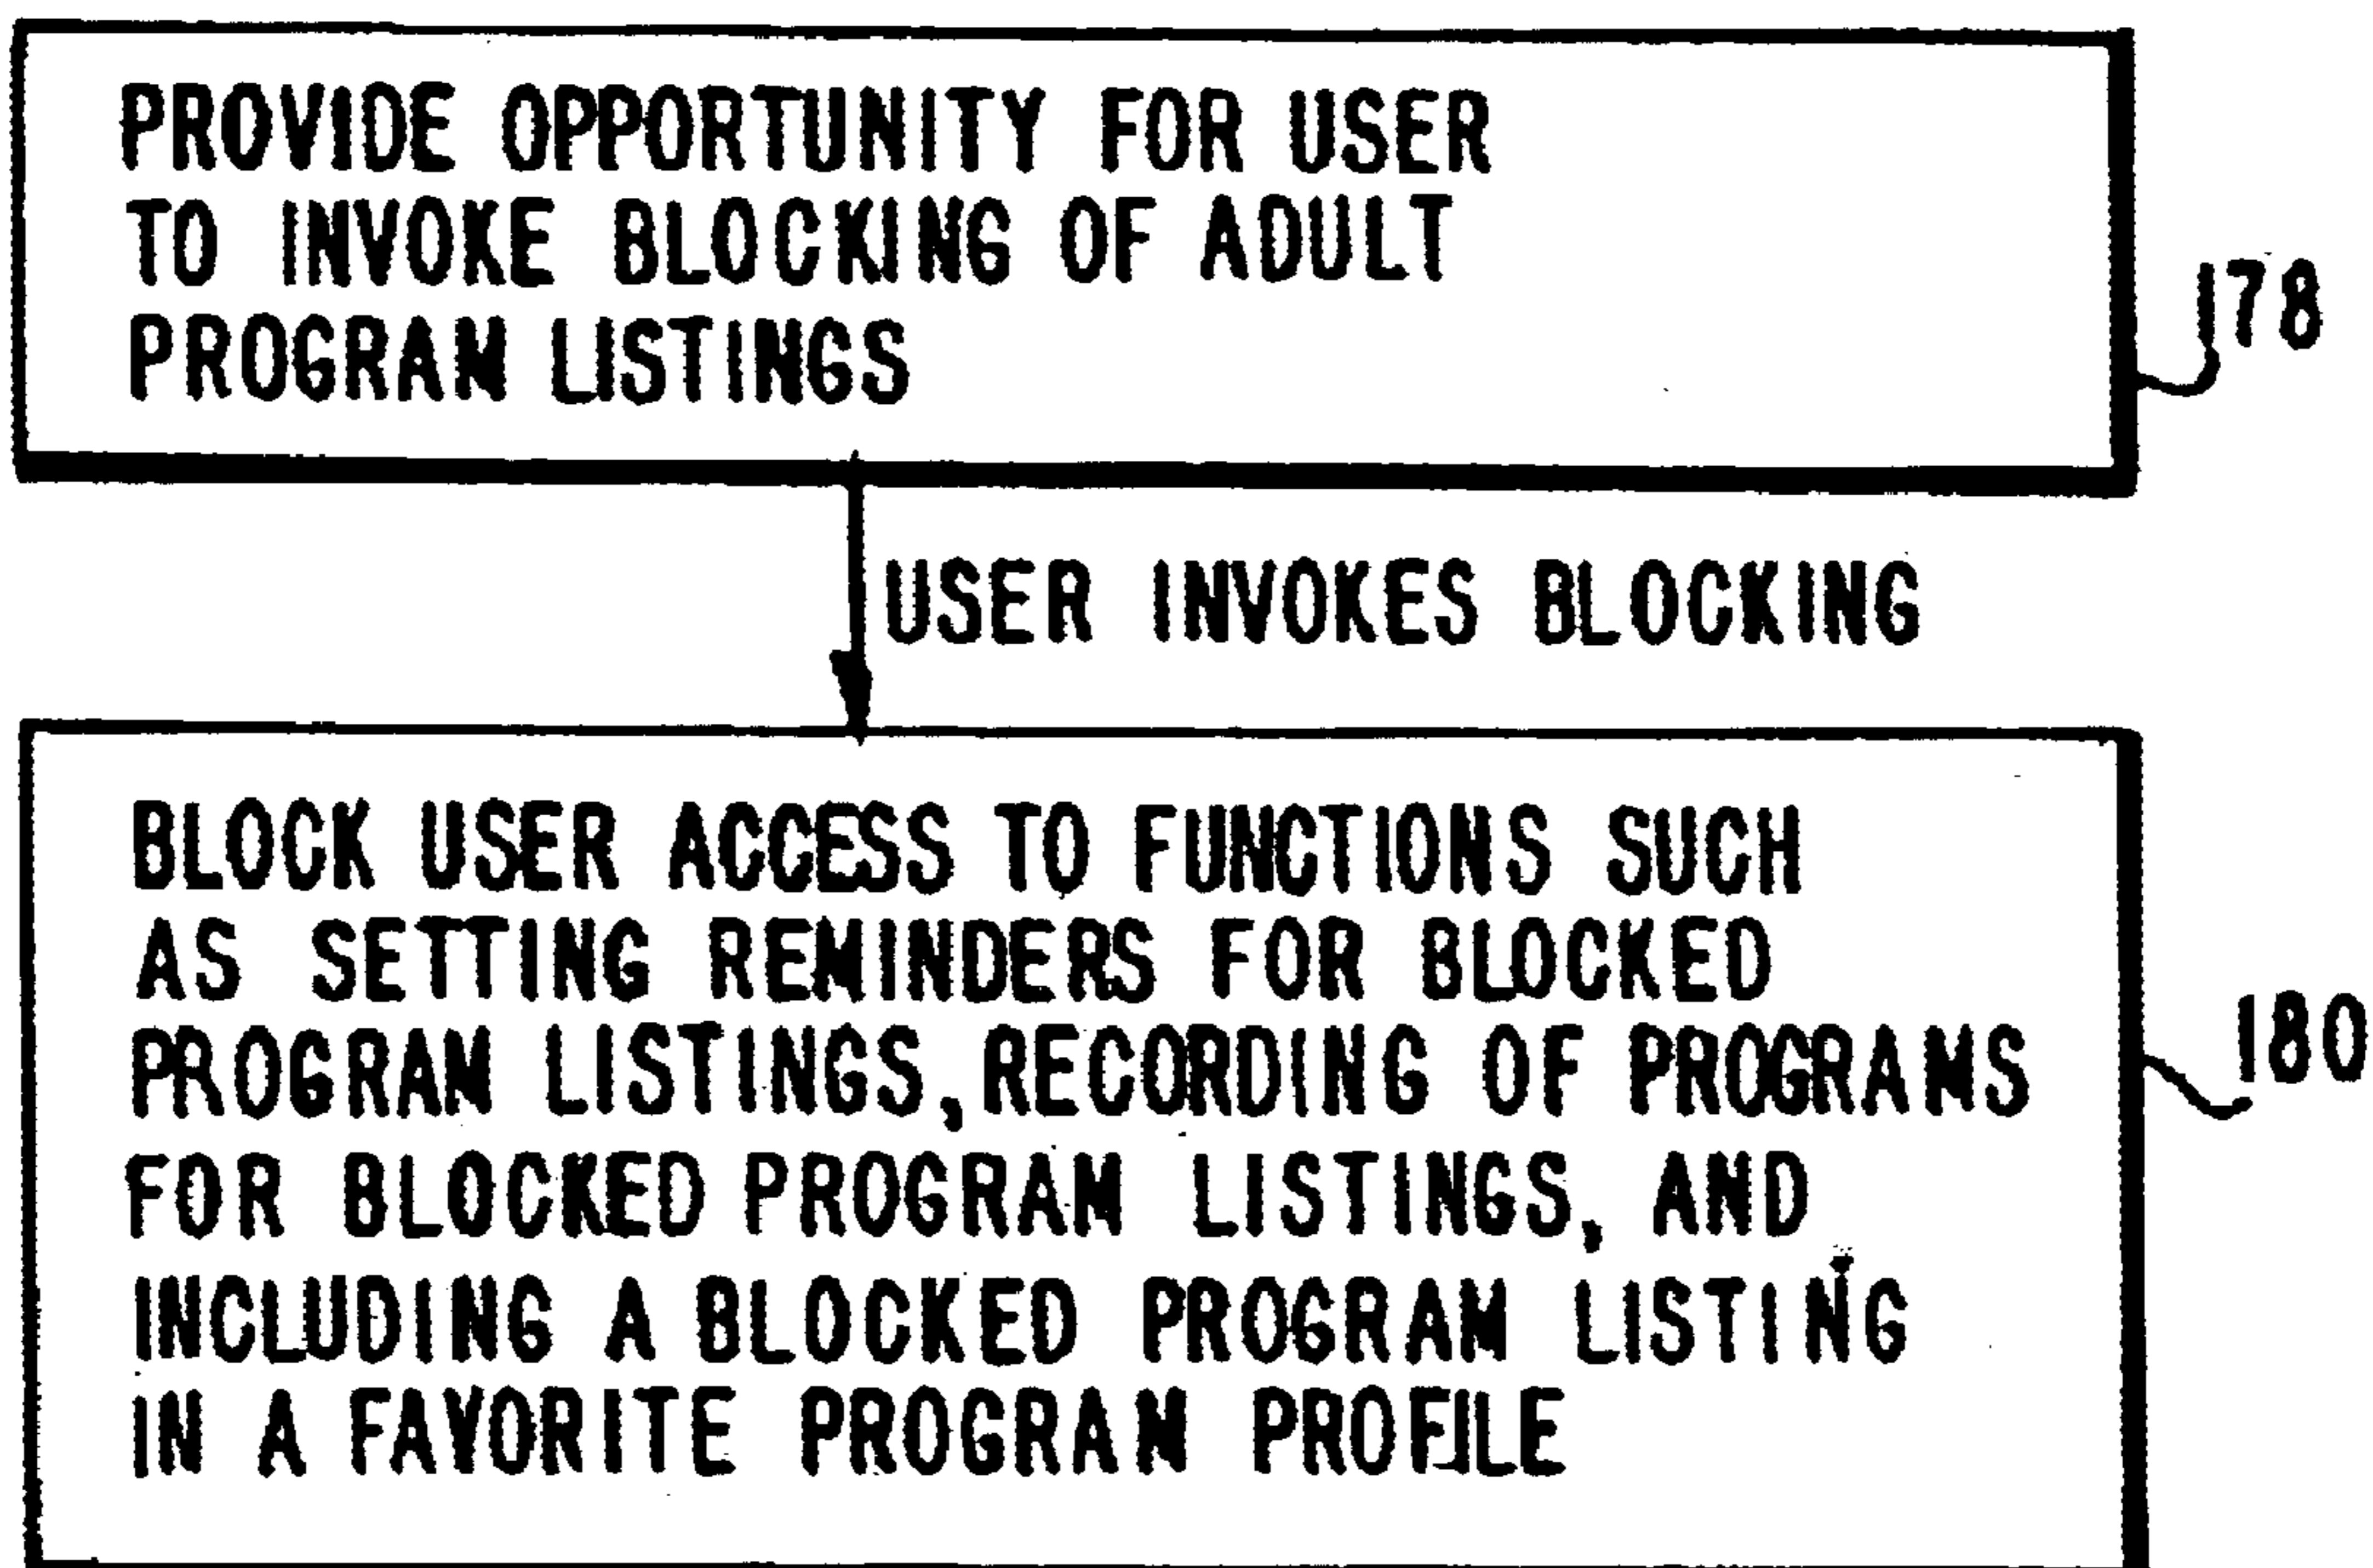 PROVIDE OPPORTUNITY FOR USER
TO INVOKE BLOCKING OF ADULT
PROGRAM LISTINGS
178
USER INVOKES BLOCKING
BLOCK USER ACCESS TO FUNCTIONS SUCH
AS SETTING REMINDERS FOR BLOCKED
PROGRAM LISTINGS, RECORDING OF PROGRAMS
180
FOR BLOCKED PROGRAM LISTINGS, AND
INCLUDING A BLOCKED PROGRAM LISTING
IN A FAVORITE PROGRAM PROFILE